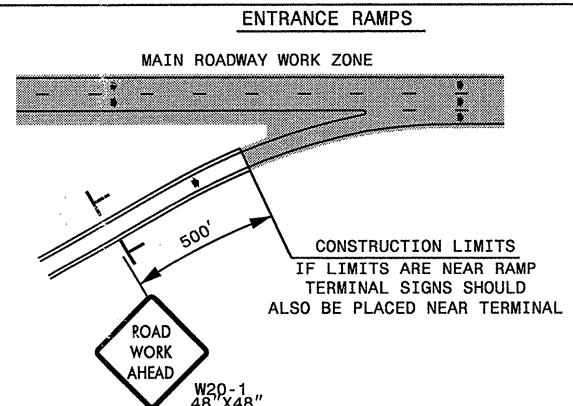 ENTRANCE RAMPS
MAIN ROADWAY WORK ZONE
500'
CONSTRUCTION LIMITS
IF LIMITS ARE NEAR RAMP
TERMINAL SIGNS SHOULD
ALSO BE PLACED NEAR TERMINAL
ROAD
WORK
AHEAD
W20-1
48"X48"